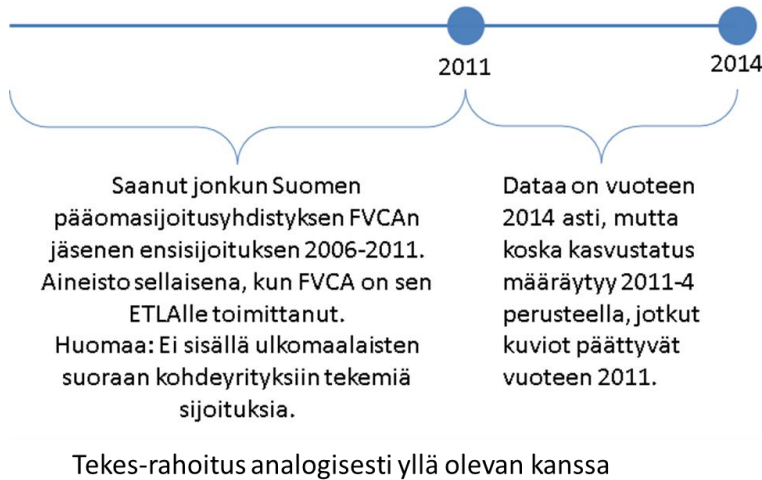 2011
2014
Saanut jonkun Suomen
pääomasijoitusyhdistyksen FVCAn
jäsenen ensisijoituksen 2006-2011.
Aineisto sellaisena, kun FVCA on sen
ETLAlle toimittanut.
Huomaa: Ei sisällä ulkomaalaisten
suoraan kohdeyrityksiin tekemiä
sijoituksia.
Dataa on vuoteen
2014 asti, mutta
koska kasvustatus
määräytyy 2011-4
perusteella, jotkut
kuviot päättyvät
vuoteen 2011.
Tekes-rahoitus analogisesti yllä olevan kanssa